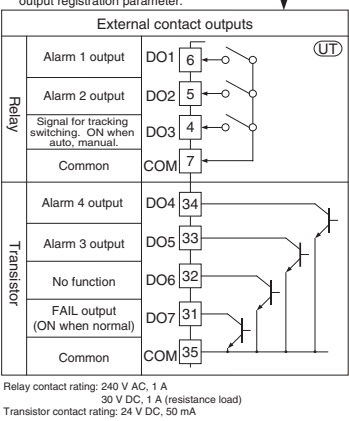 output registration parameter.
External contact outputs
UT
Relay
Alarm 1 output DO1 6
Alarm 2 output DO2 5
Signal for tracking
switching. ON when
auto, manual.
DO3 4
Common COM 7
Transistor
Alarm 4 output DO4 34
Alarm 3 output DO5 33
No function DO6 32
FAIL output
(ON when normal)
DO7 31
Common COM 35
Relay contact rating: 240 V AC, 1 A
30 V DC, 1 A (resistance load)
Transistor contact rating: 24 V DC, 50 mA